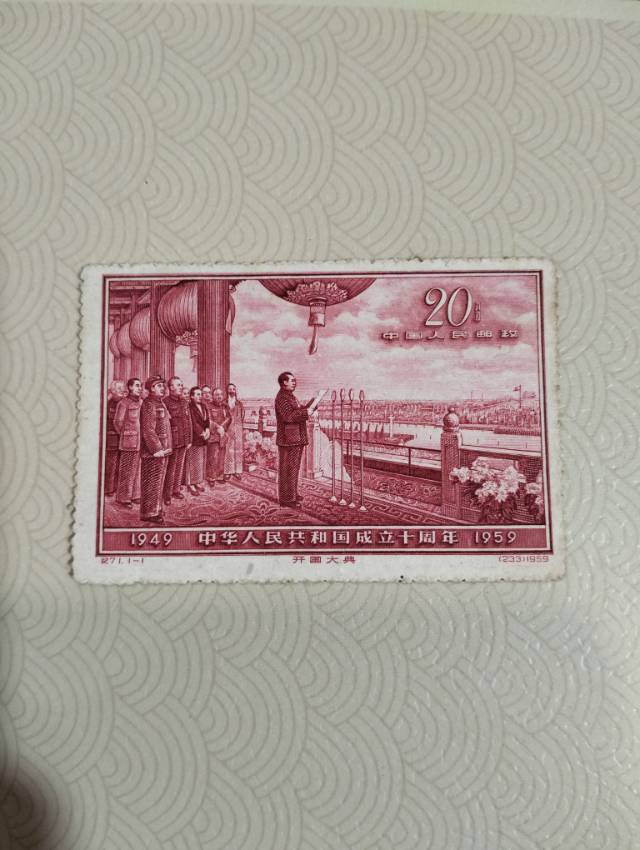 20分
中国人民邮政
1949 中华人民共和国成立十周年 1959
纪71.1-1 开国大典 (233)1959